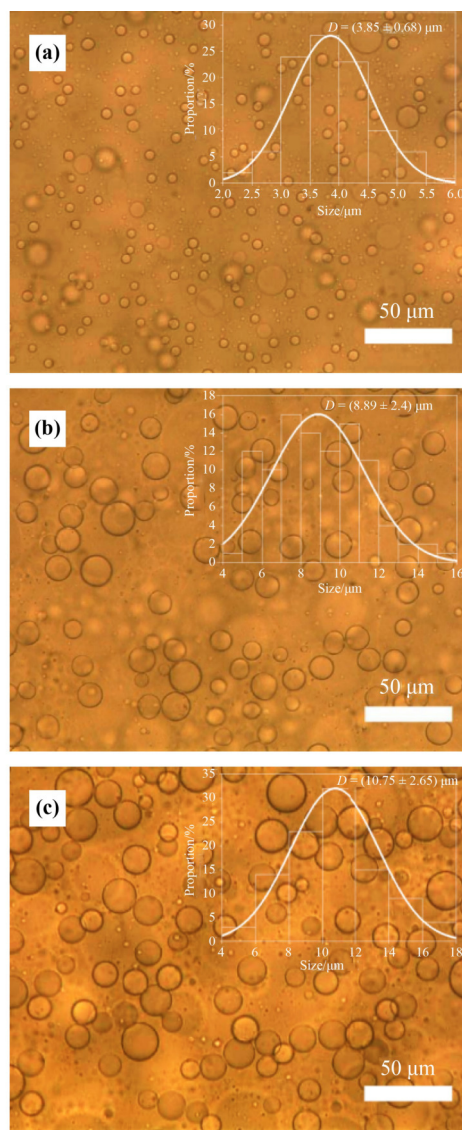 (a)
D = (3.85 ± 0.68) μm
Proportion/%
30
25
20
15
10
5
0
2.0 2.5 3.0 3.5 4.0 4.5 5.0 5.5 6.0
Size/μm
50 μm
(b)
D = (8.89 ± 2.4) μm
Proportion/%
18
16
14
12
10
8
6
4
2
0
4 6 8 10 12 14 16
Size/μm
50 μm
(c)
D = (10.75 ± 2.65) μm
Proportion/%
35
30
25
20
15
10
5
0
4 6 8 10 12 14 16 18
Size/μm
50 μm